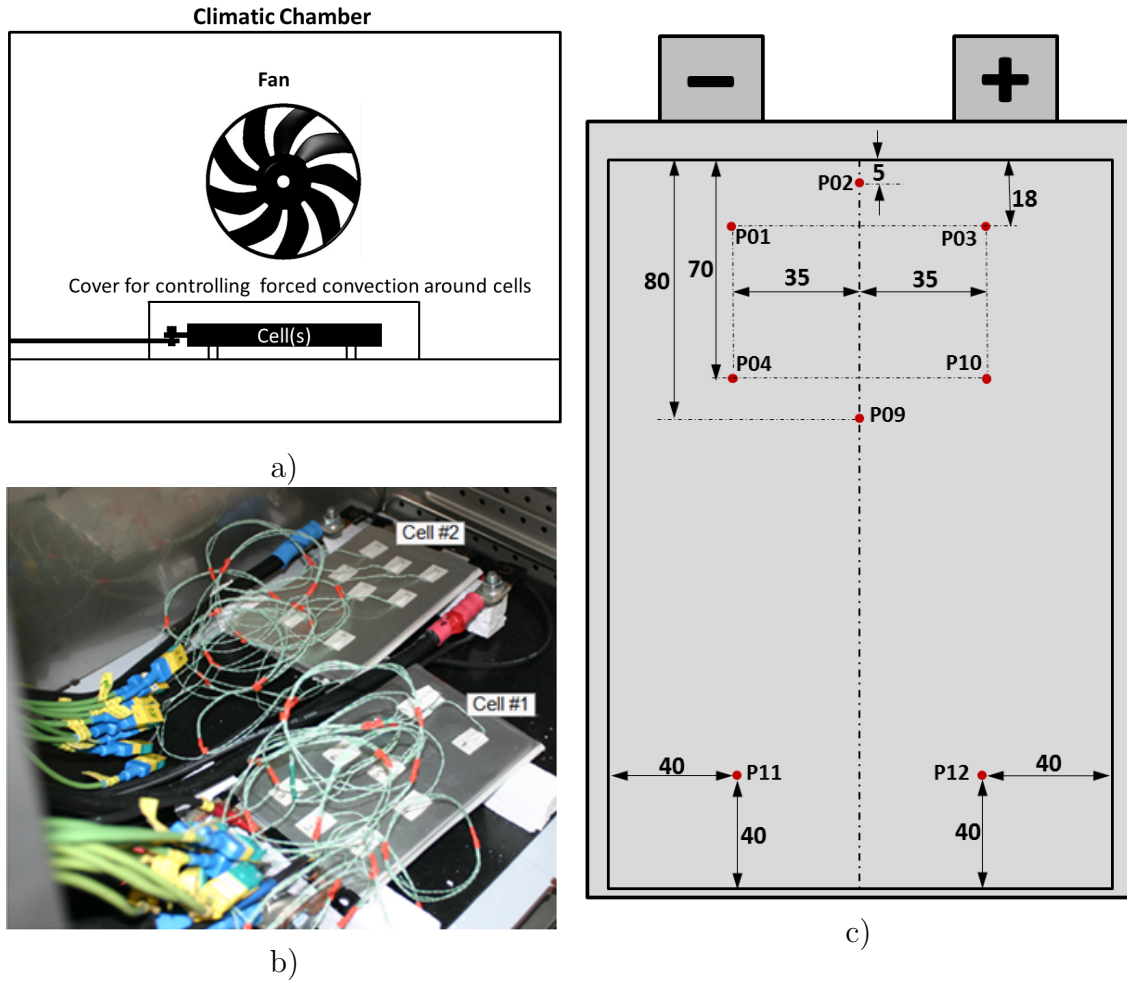 Climatic Chamber
Fan
Cover for controlling forced convection around cells
Cell(s)
a)
Cell #2
Cell #1
b)
− +
5
P02
18
P01
P03
80
70
35
35
P04
P10
P09
40
P11
P12
40
40
40
c)